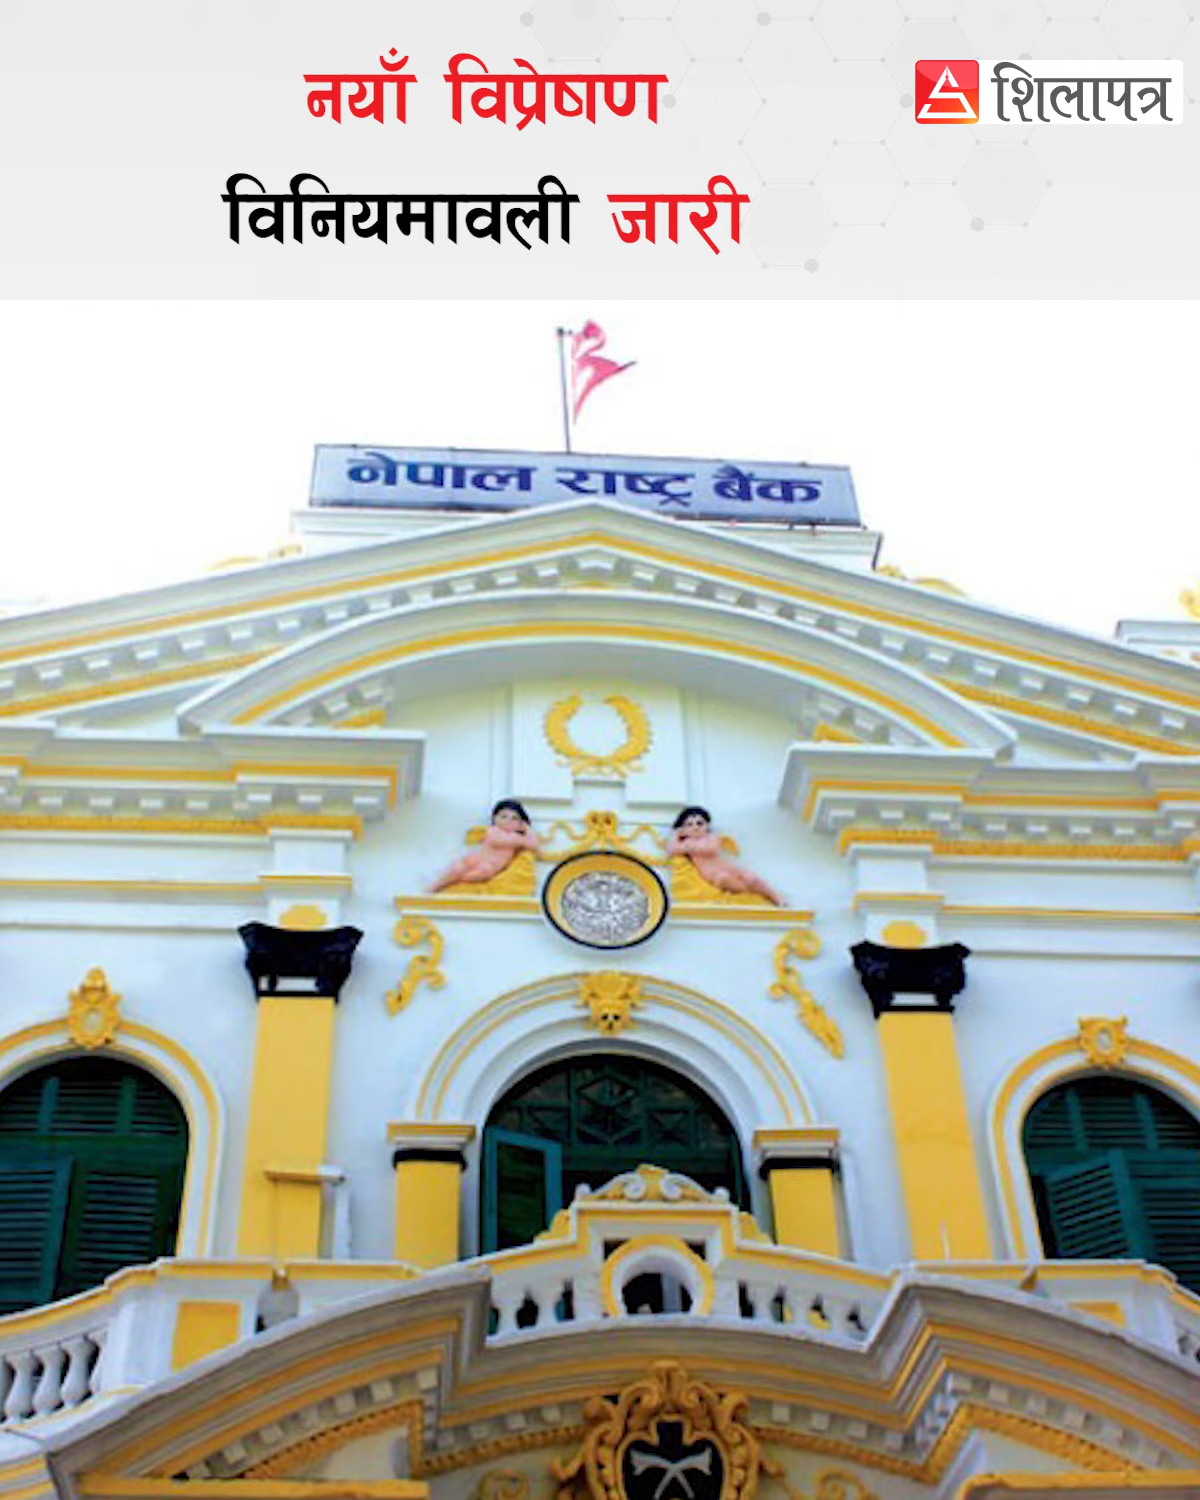 नयाँ विप्रेषण
शिलापत्र
विनियमावली जारी
नेपाल राष्ट्र बैंक